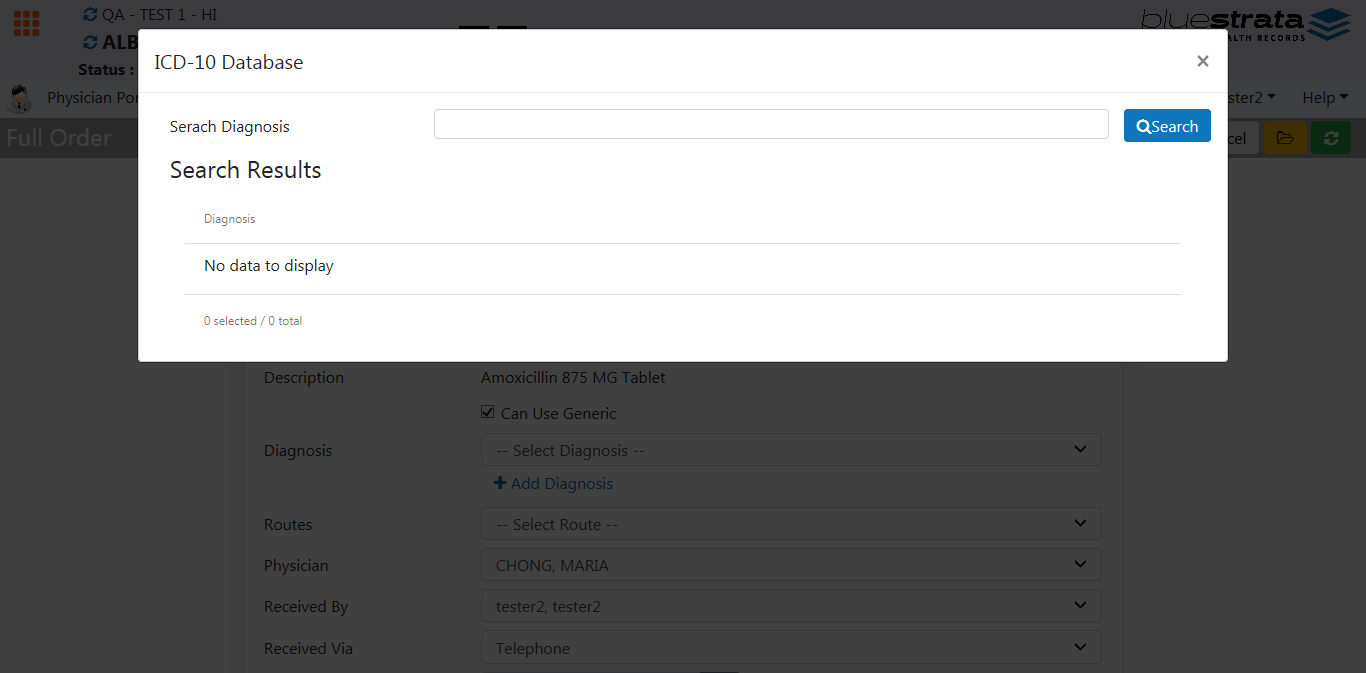 QA - TEST 1 - HI
bluestrata
ALB
ALTH RECORDS
Status :
ICD-10 Database
×
Physician Por
ster2
Help
Full Order
cel
Serach Diagnosis
Search
Search Results
Diagnosis
No data to display
0 selected / 0 total
Description
Amoxicillin 875 MG Tablet
Can Use Generic
Diagnosis
-- Select Diagnosis --
Add Diagnosis
Routes
-- Select Route --
Physician
CHONG, MARIA
Received By
tester2, tester2
Received Via
Telephone